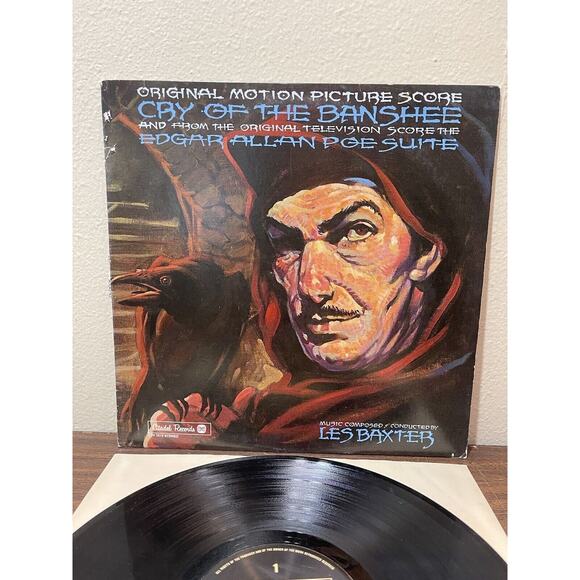 ORIGINAL MOTION PICTURE SCORE
CRY OF THE BANSHEE
AND FROM THE ORIGINAL TELEVISION SCORE THE
EDGAR ALLAN POE SUITE
Citadel Records
MUSIC COMPOSED / CONDUCTED BY
LES BAXTER
1